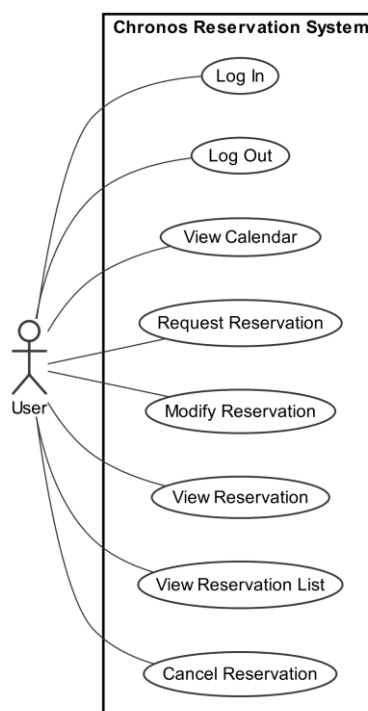 Chronos Reservation System
Log In
Log Out
View Calendar
Request Reservation
Modify Reservation
User
View Reservation
View Reservation List
Cancel Reservation